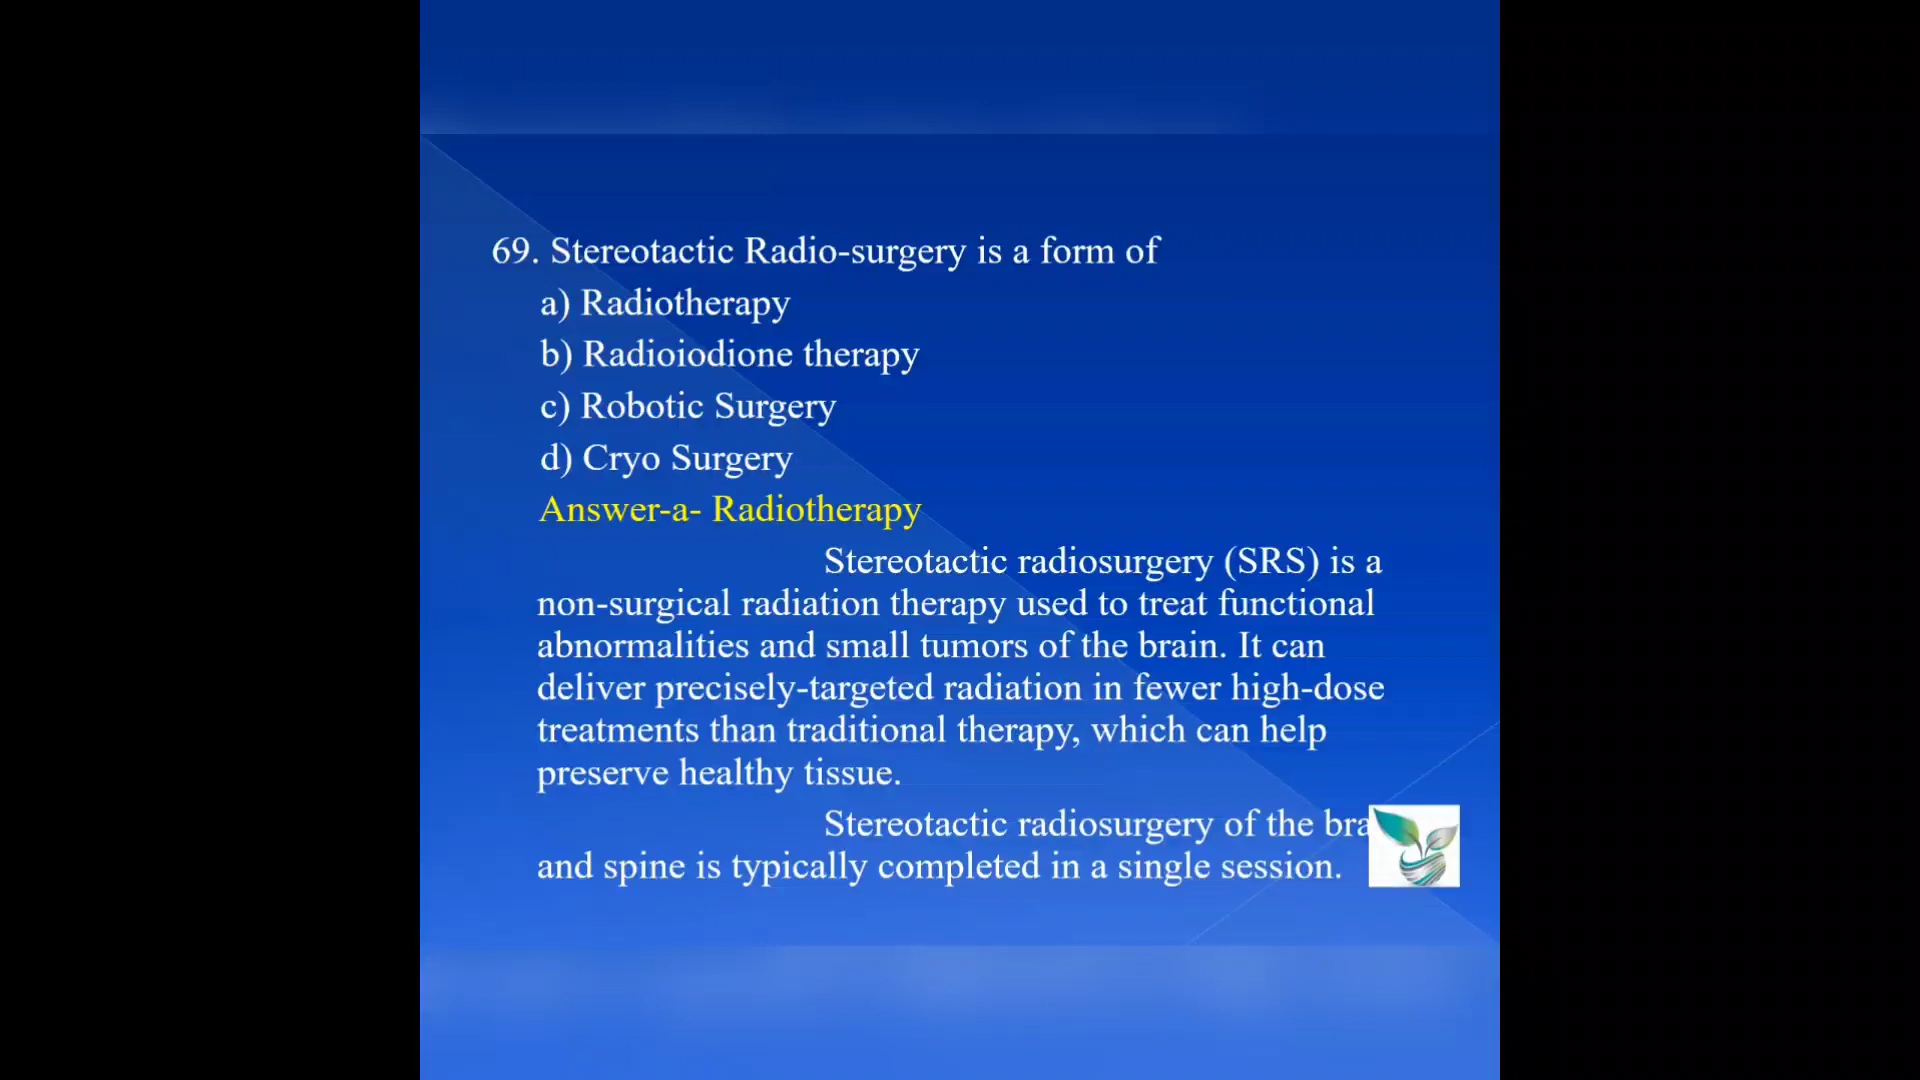 69. Stereotactic Radio-surgery is a form of
a) Radiotherapy
b) Radioiodione therapy
c) Robotic Surgery
d) Cryo Surgery
Answer-a- Radiotherapy
Stereotactic radiosurgery (SRS) is a
non-surgical radiation therapy used to treat functional
abnormalities and small tumors of the brain. It can
deliver precisely-targeted radiation in fewer high-dose
treatments than traditional therapy, which can help
preserve healthy tissue.
Stereotactic radiosurgery of the
and spine is typically completed in a single session.